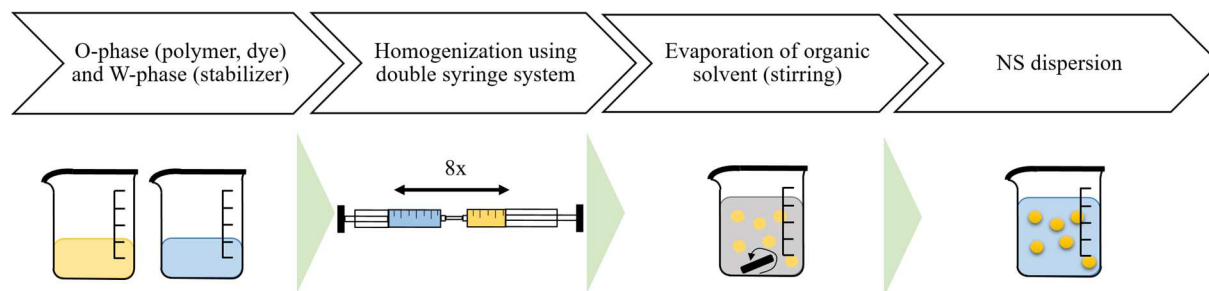 O-phase (polymer, dye)
and W-phase (stabilizer)
Homogenization using
double syringe system
Evaporation of organic
solvent (stirring)
NS dispersion
8x